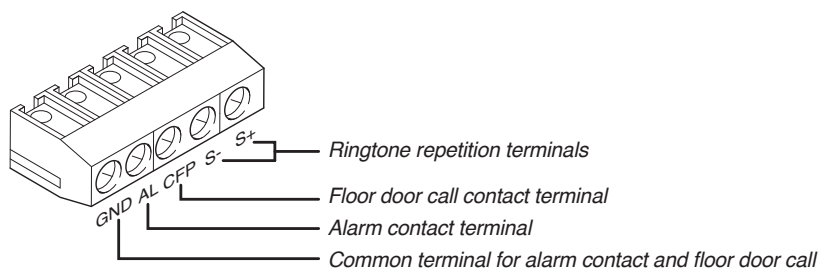 GND AL CFP S- S+
Ringtone repetition terminals
Floor door call contact terminal
Alarm contact terminal
Common terminal for alarm contact and floor door call